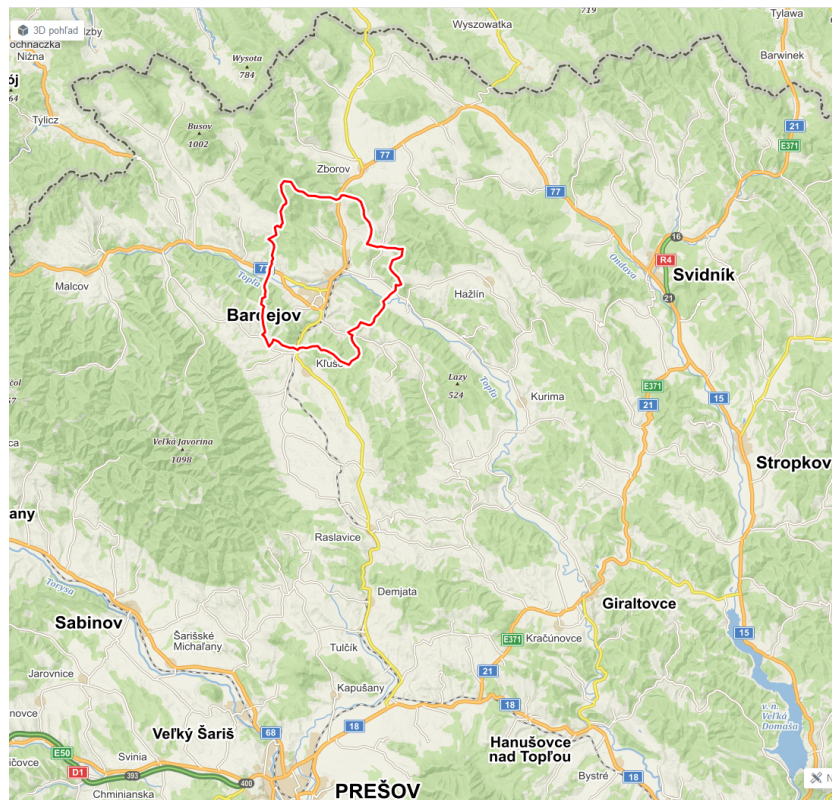 719
Tylawa
Wyszowatka
3D pohľad
Wysota
784
Barwinek
Nižna
21
E371
Tylicz
Busov
1002
77
Zborov
77
16
Ondava
R4
Svidník
Topľa
Malcov
Hažlín
21
Bardejov
Kľušov
Lazy
524
Topľa
E371
15
Kurima
21
Veľká Javorina
1098
Stropkov
Raslavice
Torysa
Demjata
Giraltovce
Sabinov
15
Šarišské
Michaľany
E371
Kračúnovce
Tulčík
21
Jarovnice
Kapušany
18
v. n.
Veľká
Domaša
18
68
Veľký Šariš
Hanušovce
nad Topľou
E50
Svinia
D1
393
400
Bystré
18
Chminianska
PREŠOV